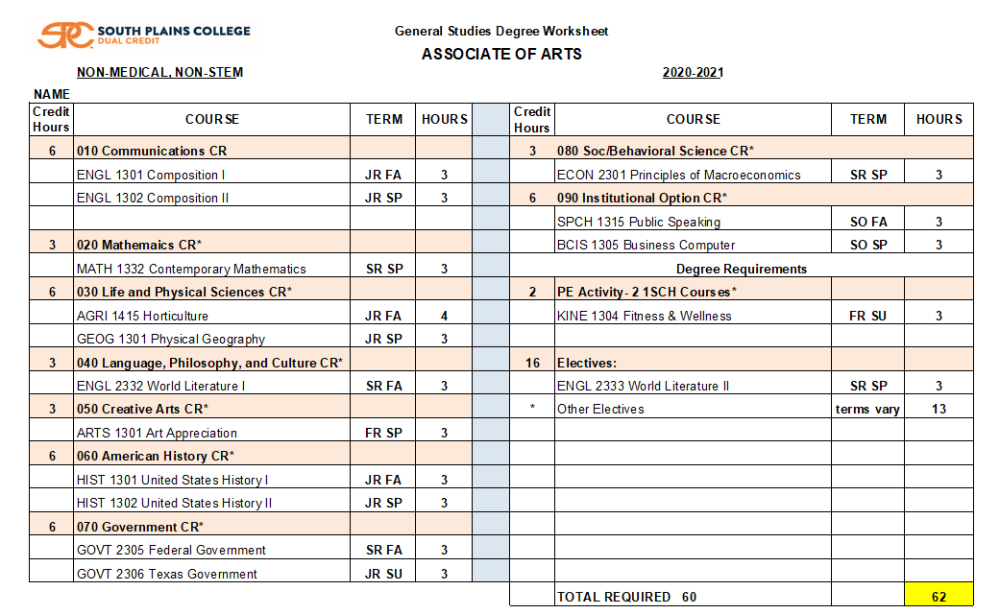 SPC SOUTH PLAINS COLLEGE
DUAL CREDIT
General Studies Degree Worksheet
ASSOCIATE OF ARTS
NON-MEDICAL, NON-STEM 2020-2021
NAME
Credit Hours COURSE TERM HOURS
6 010 Communications CR
ENGL 1301 Composition I JR FA 3
ENGL 1302 Composition II JR SP 3
3 020 Mathemaics CR*
MATH 1332 Contemporary Mathematics SR SP 3
6 030 Life and Physical Sciences CR*
AGRI 1415 Horticulture JR FA 4
GEOG 1301 Physical Geography JR SP 3
3 040 Language, Philosophy, and Culture CR*
ENGL 2332 World Literature I SR FA 3
3 050 Creative Arts CR*
ARTS 1301 Art Appreciation FR SP 3
6 060 American History CR*
HIST 1301 United States History I JR FA 3
HIST 1302 United States History II JR SP 3
6 070 Government CR*
GOVT 2305 Federal Government SR FA 3
GOVT 2306 Texas Government JR SU 3
Credit Hours COURSE TERM HOURS
3 080 Soc/Behavioral Science CR*
ECON 2301 Principles of Macroeconomics SR SP 3
6 090 Institutional Option CR*
SPCH 1315 Public Speaking SO FA 3
BCIS 1305 Business Computer SO SP 3
Degree Requirements
2 PE Activity- 2 1SCH Courses*
KINE 1304 Fitness & Wellness FR SU 3
16 Electives:
ENGL 2333 World Literature II SR SP 3
* Other Electives terms vary 13
TOTAL REQUIRED 60 62